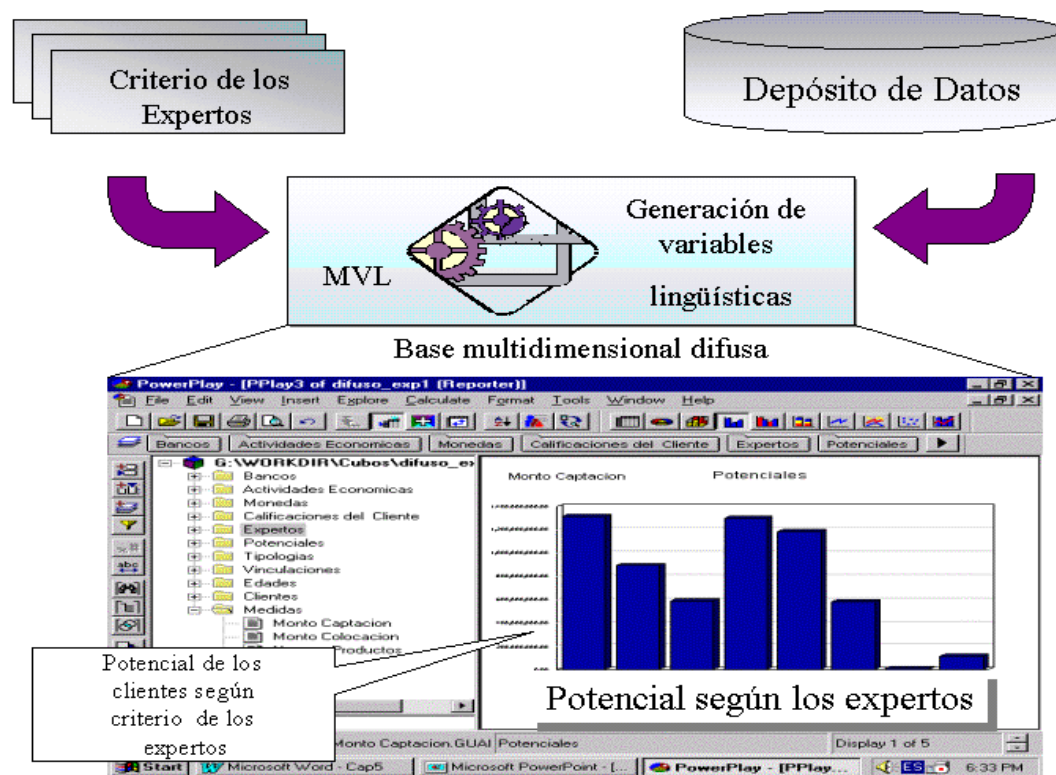 Criterio de los
Expertos
Depósito de Datos
MVL
Generación de
variables
lingüísticas
Base multidimensional difusa
PowerPlay - [PPlay3 of difuso_exp1 (Reporter)]
File Edit View Insert Explore Calculate Format Tools Window Help
Bancos Actividades Economicas Monedas Calificaciones del Cliente Expertos Potenciales
G:\WORKDIR\Cubos\difuso_ex
Bancos
Actividades Economicas
Monedas
Calificaciones del Cliente
Expertos
Potenciales
Tipologias
Vinculaciones
Edades
Clientes
Medidas
Monto Captacion
Monto Colocacion
Productos
Monto Captacion
Potenciales
0.00
Potencial de los
clientes según
criterio de los
expertos
Potencial según los expertos
Monto Captacion.GUAI Potenciales
Display 1 of 5
Start
Microsoft Word - Cap5
Microsoft PowerPoint - [...
PowerPlay - [PPlay...
ES
6:33 PM